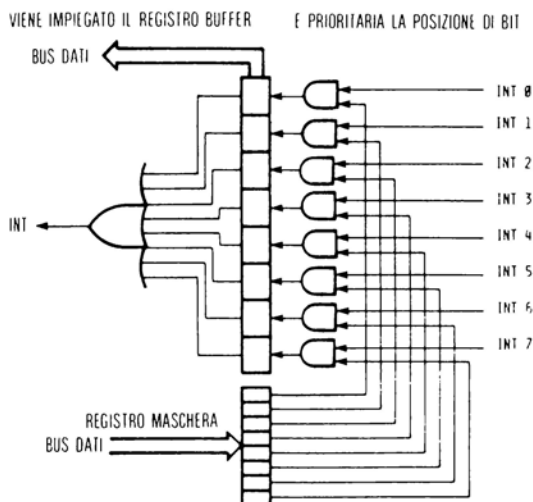 VIENE IMPIEGATO IL REGISTRO BUFFER
E PRIORITARIA LA POSIZIONE DI BIT
BUS DATI
INT 0
INT 1
INT 2
INT 3
INT
INT 4
INT 5
INT 6
INT 7
REGISTRO MASCHERA
BUS DATI